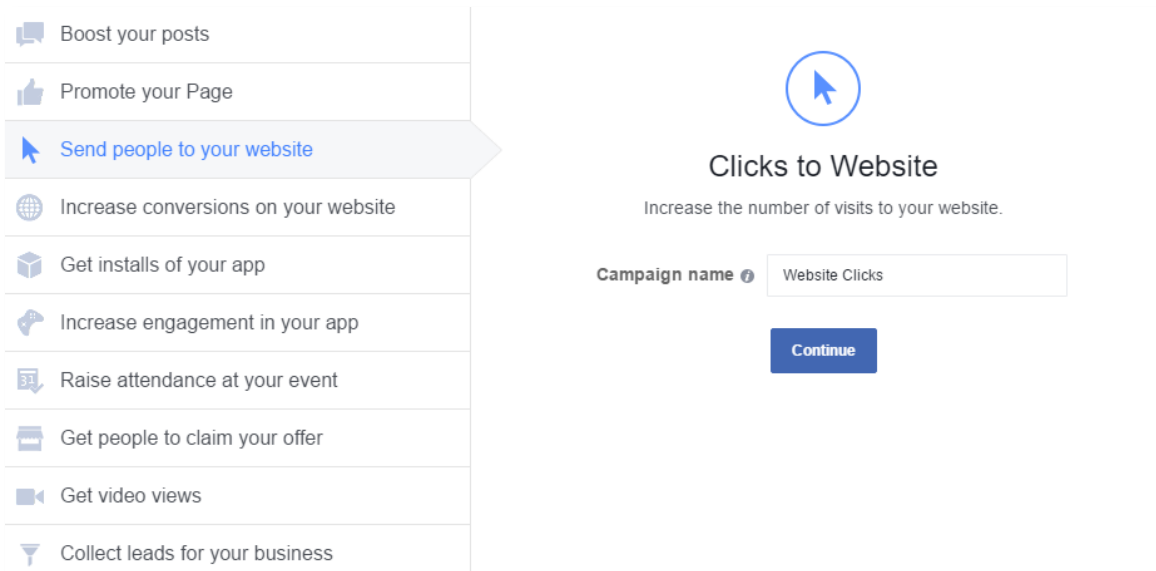 Boost your posts
Promote your Page
Send people to your website
Increase conversions on your website
Get installs of your app
Increase engagement in your app
31
Raise attendance at your event
Get people to claim your offer
Get video views
Collect leads for your business
Clicks to Website
Increase the number of visits to your website.
Campaign name i
Website Clicks
Continue